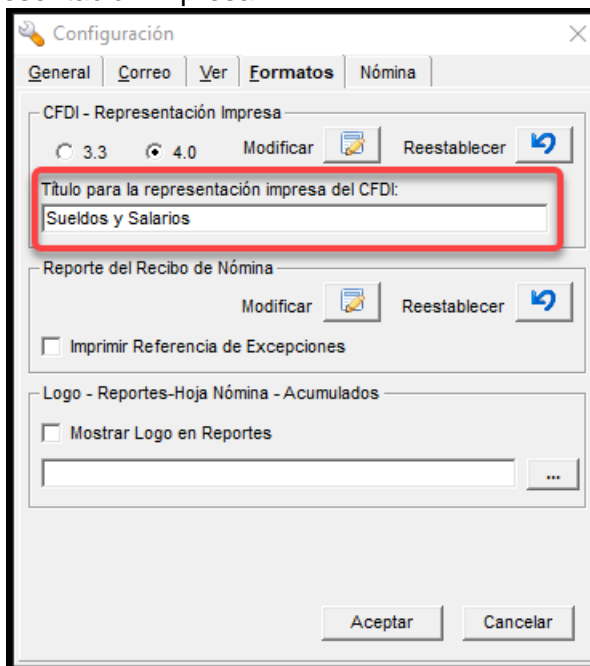 Configuración
General Correo Ver Formatos Nómina
CFDI - Representación Impresa
3.3 4.0 Modificar Reestablecer
Título para la representación impresa del CFDI:
Sueldos y Salarios
Reporte del Recibo de Nómina
Modificar Reestablecer
Imprimir Referencia de Excepciones
Logo - Reportes-Hoja Nómina - Acumulados
Mostrar Logo en Reportes
...
Aceptar Cancelar